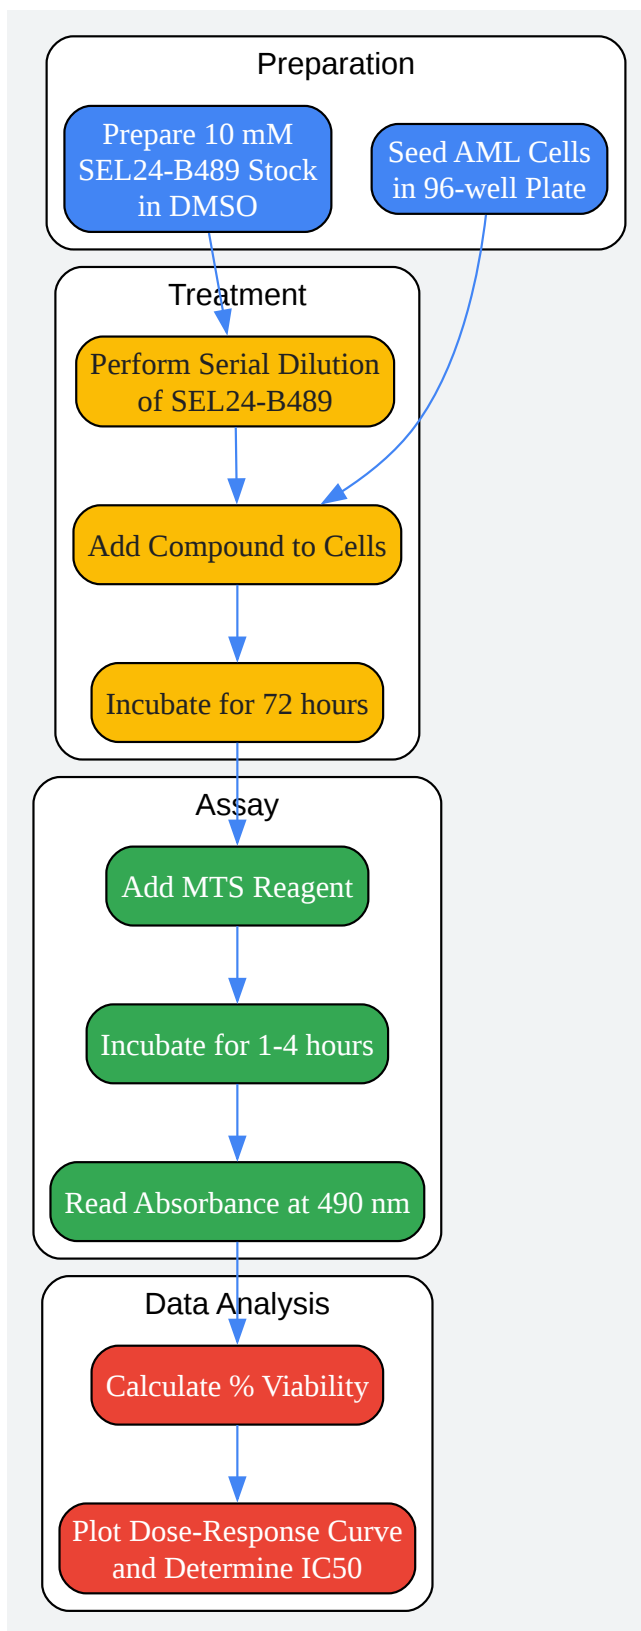 Preparation
Prepare 10 mM
SEL24-B489 Stock
in DMSO
Seed AML Cells
in 96-well Plate
Treatment
Perform Serial Dilution
of SEL24-B489
Add Compound to Cells
Incubate for 72 hours
Assay
Add MTS Reagent
Incubate for 1-4 hours
Read Absorbance at 490 nm
Data Analysis
Calculate % Viability
Plot Dose-Response Curve
and Determine IC50